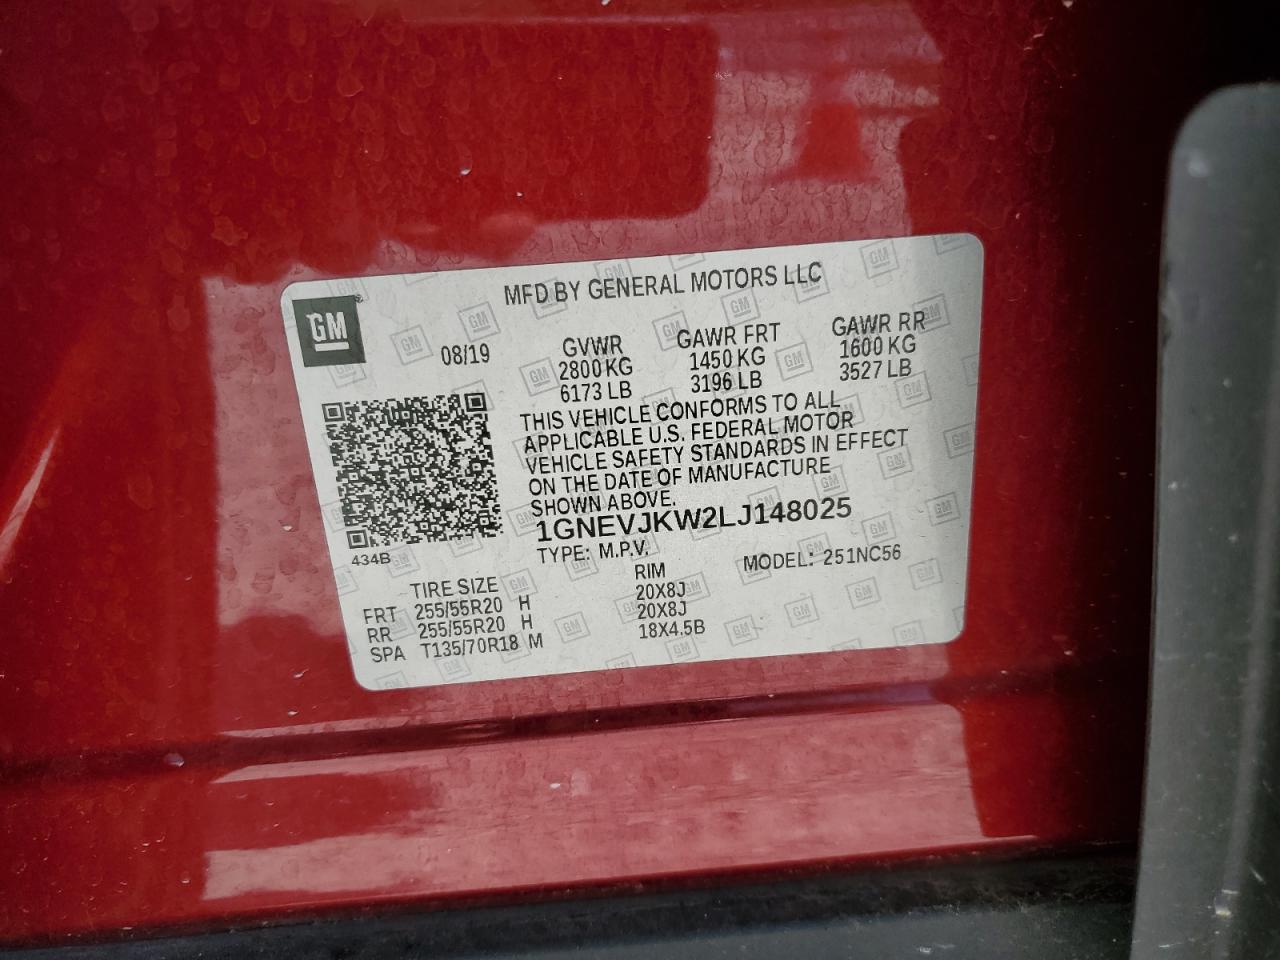 MFD BY GENERAL MOTORS LLC
GM®
08/19
GVWR GAWR FRT GAWR RR
2800 KG 1450 KG 1600 KG
6173 LB 3196 LB 3527 LB
THIS VEHICLE CONFORMS TO ALL
APPLICABLE U.S. FEDERAL MOTOR
VEHICLE SAFETY STANDARDS IN EFFECT
ON THE DATE OF MANUFACTURE
SHOWN ABOVE.
1GNEVJKW2LJ148025
434B
TYPE: M.P.V. MODEL: 251NC56
TIRE SIZE RIM
FRT 255/55R20 H 20X8J
RR 255/55R20 H 20X8J
SPA T135/70R18 M 18X4.5B